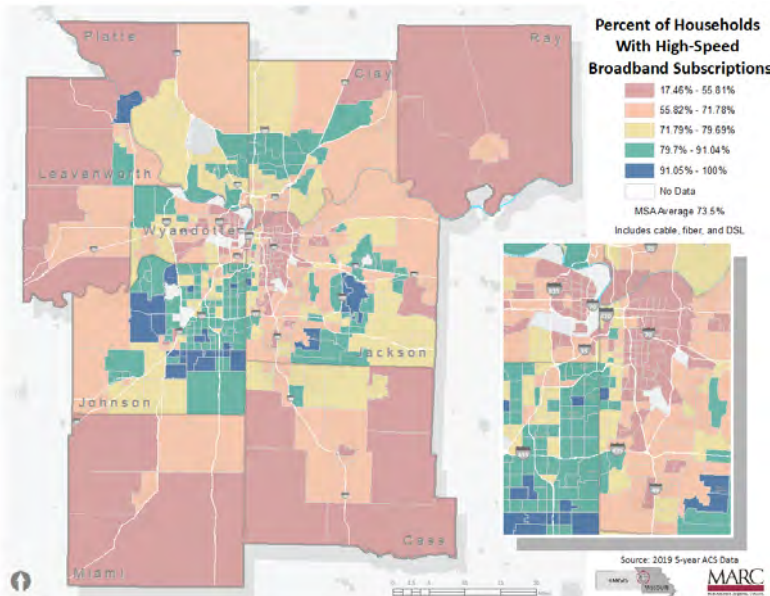 Percent of Households
With High-Speed
Broadband Subscriptions
17.46% - 55.81%
55.82% - 71.78%
71.79% - 79.69%
79.7% - 91.04%
91.05% - 100%
No Data
MSA Average 73.5%
Includes cable, fiber, and DSL
Platte
Clay
Ray
Leavenworth
Wyandotte
Jackson
Johnson
Cass
Miami
Source: 2019 5-year ACS Data
KANSAS
MISSOURI
MARC